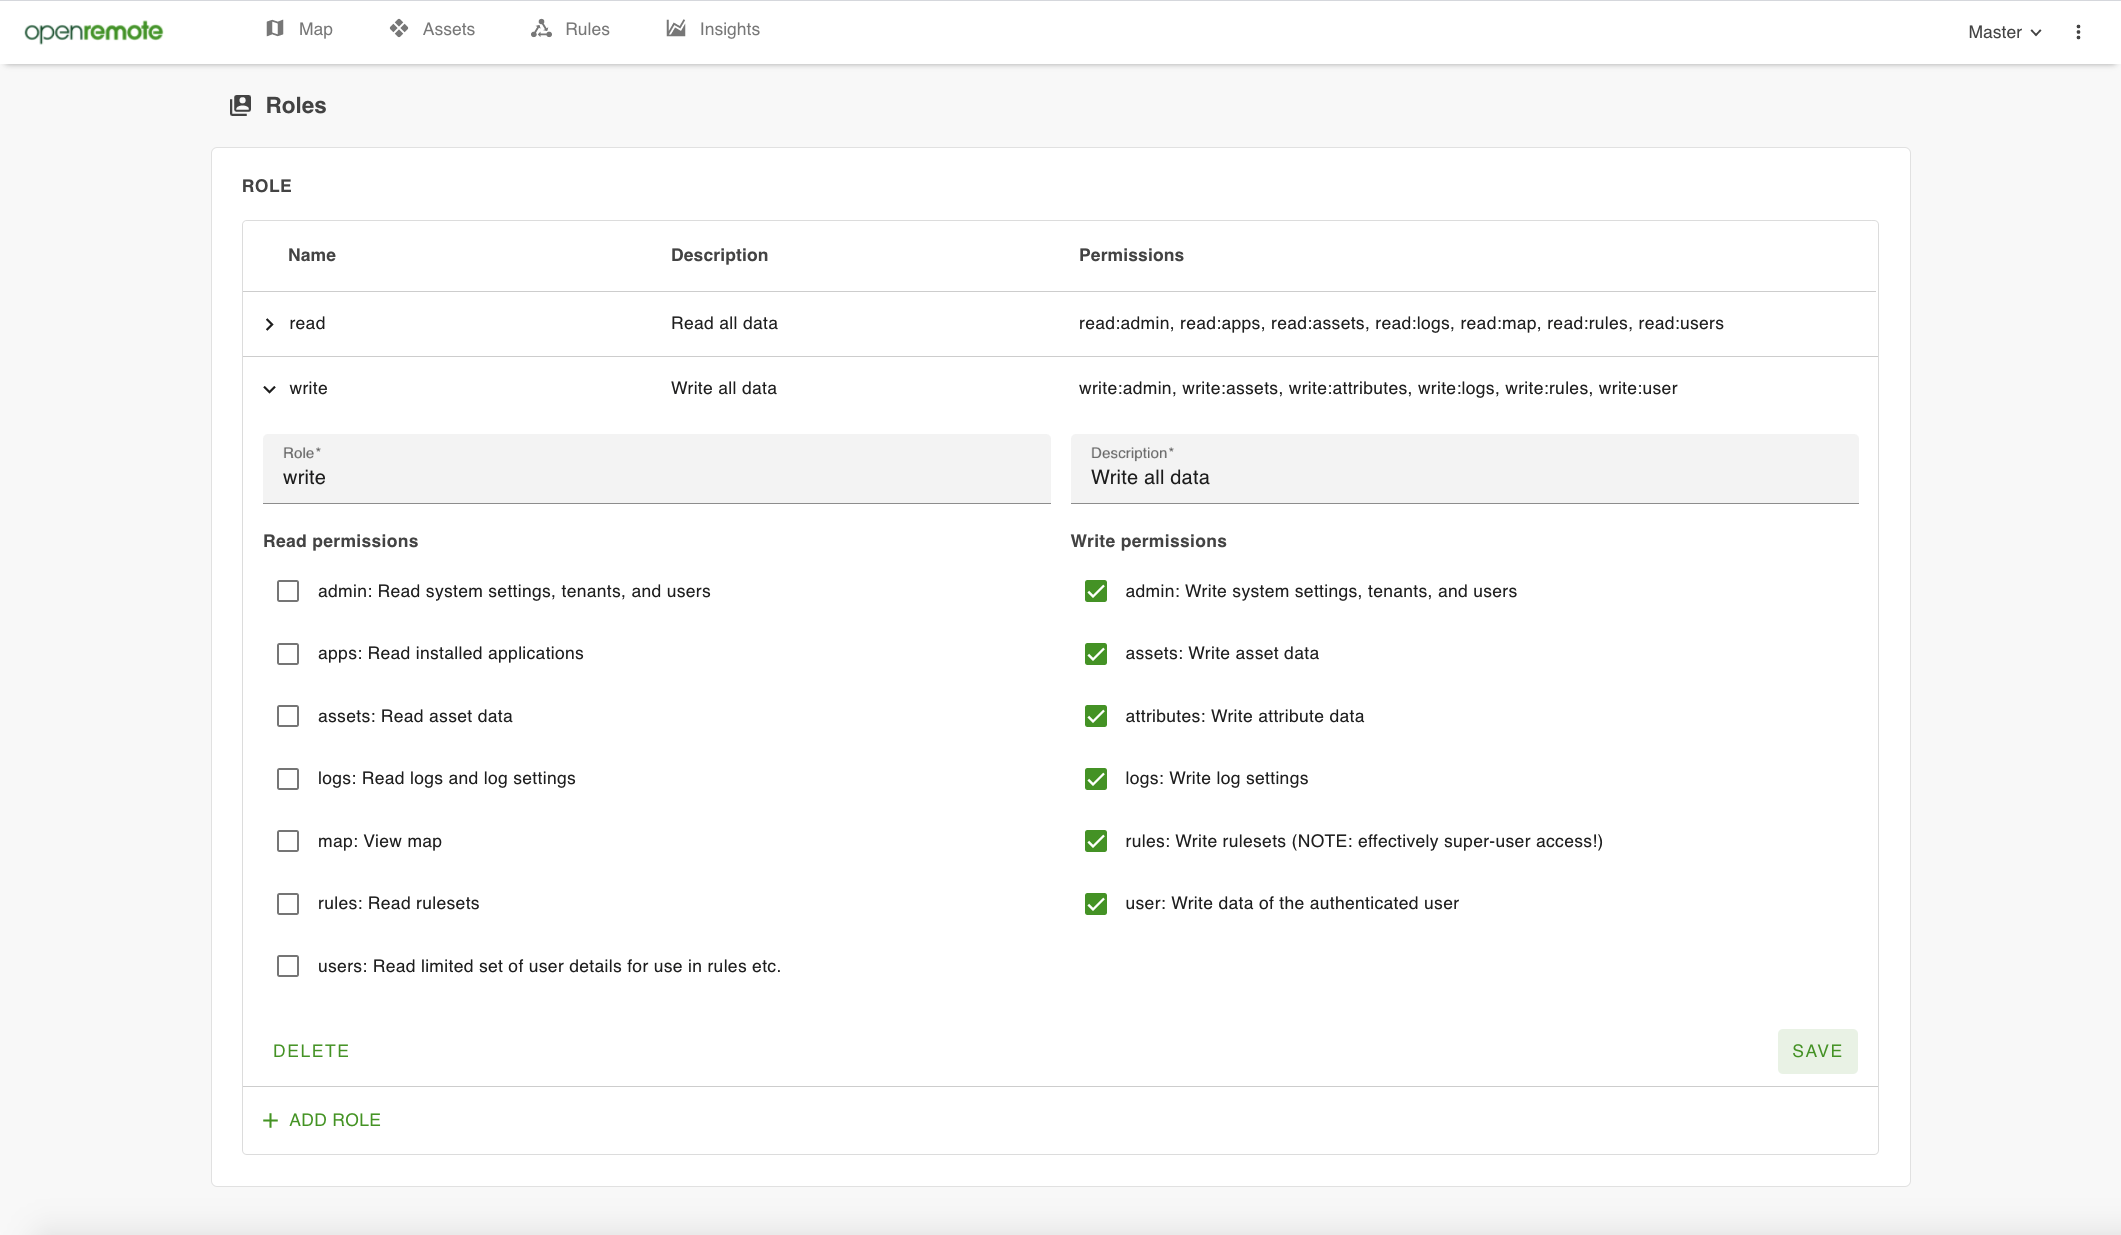 openremote Map Assets Rules Insights Master
Roles
ROLE
Name Description Permissions
read Read all data read:admin, read:apps, read:assets, read:logs, read:map, read:rules, read:users
write Write all data write:admin, write:assets, write:attributes, write:logs, write:rules, write:user
Role* Description*
write Write all data
Read permissions Write permissions
admin: Read system settings, tenants, and users admin: Write system settings, tenants, and users
apps: Read installed applications assets: Write asset data
assets: Read asset data attributes: Write attribute data
logs: Read logs and log settings logs: Write log settings
map: View map rules: Write rulesets (NOTE: effectively super-user access!)
rules: Read rulesets user: Write data of the authenticated user
users: Read limited set of user details for use in rules etc.
DELETE SAVE
+ ADD ROLE